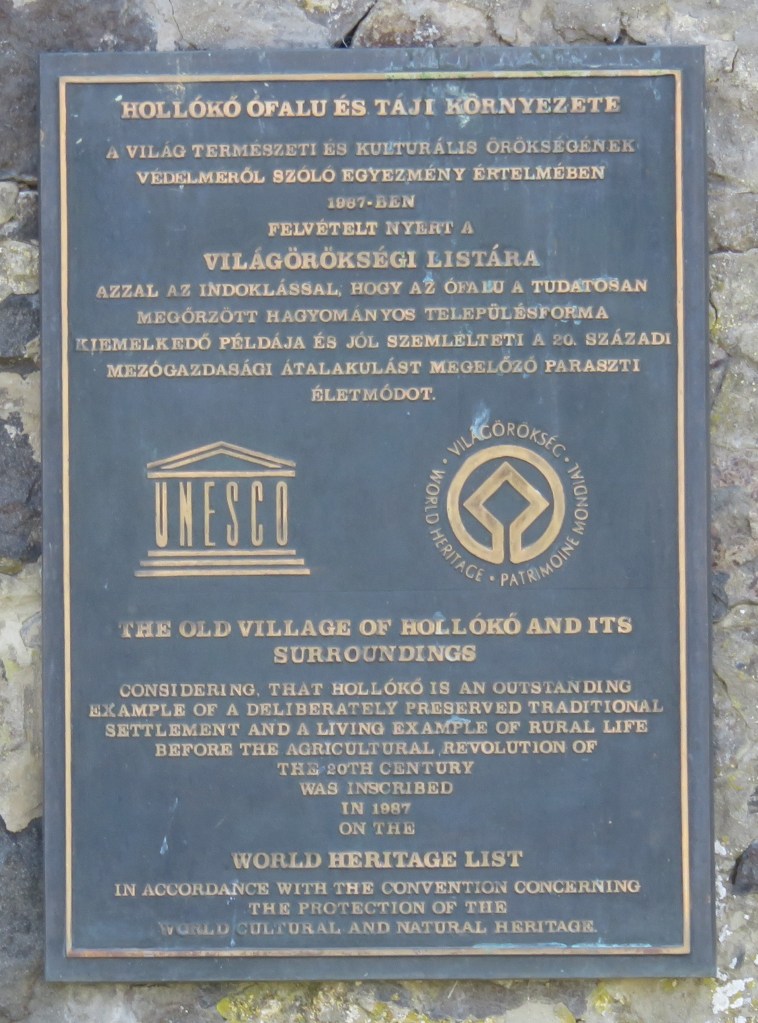 HOLLÓKŐ ÓFALU ÉS TÁJI KÖRNYEZETE
A VILÁG TERMÉSZETI ÉS KULTURÁLIS ÖRÖKSÉGÉNEK
VÉDELMERŐL SZÓLÓ EGYEZMÉNY ÉRTELMÉBEN
1987-BEN
FELVÉTELT NYERT A
VILÁGÖRÖKSÉGI LISTÁRA
AZZAL AZ INDOKLÁSSAL, HOGY AZ ÓFALU A TUDATOSAN
MEGŐRZÖTT HAGYOMÁNYOS TELEPÜLÉSFORMA
KIEMELKEDŐ PÉLDÁJA ÉS JÓL SZEMLÉLTETI A 20. SZÁZADI
MEZŐGAZDASÁGI ÁTALAKULÁST MEGELŐZŐ PARASZTI
ÉLETMÓDOT.
UNESCO
VILÁGÖRÖKSÉG • WORLD HERITAGE • PATRIMOINE MONDIAL •
THE OLD VILLAGE OF HOLLÓKŐ AND ITS
SURROUNDINGS
CONSIDERING, THAT HOLLÓKŐ IS AN OUTSTANDING
EXAMPLE OF A DELIBERATELY PRESERVED TRADITIONAL
SETTLEMENT AND A LIVING EXAMPLE OF RURAL LIFE
BEFORE THE AGRICULTURAL REVOLUTION OF
THE 20TH CENTURY
WAS INSCRIBED
IN 1987
ON THE
WORLD HERITAGE LIST
IN ACCORDANCE WITH THE CONVENTION CONCERNING
THE PROTECTION OF THE
WORLD CULTURAL AND NATURAL HERITAGE.